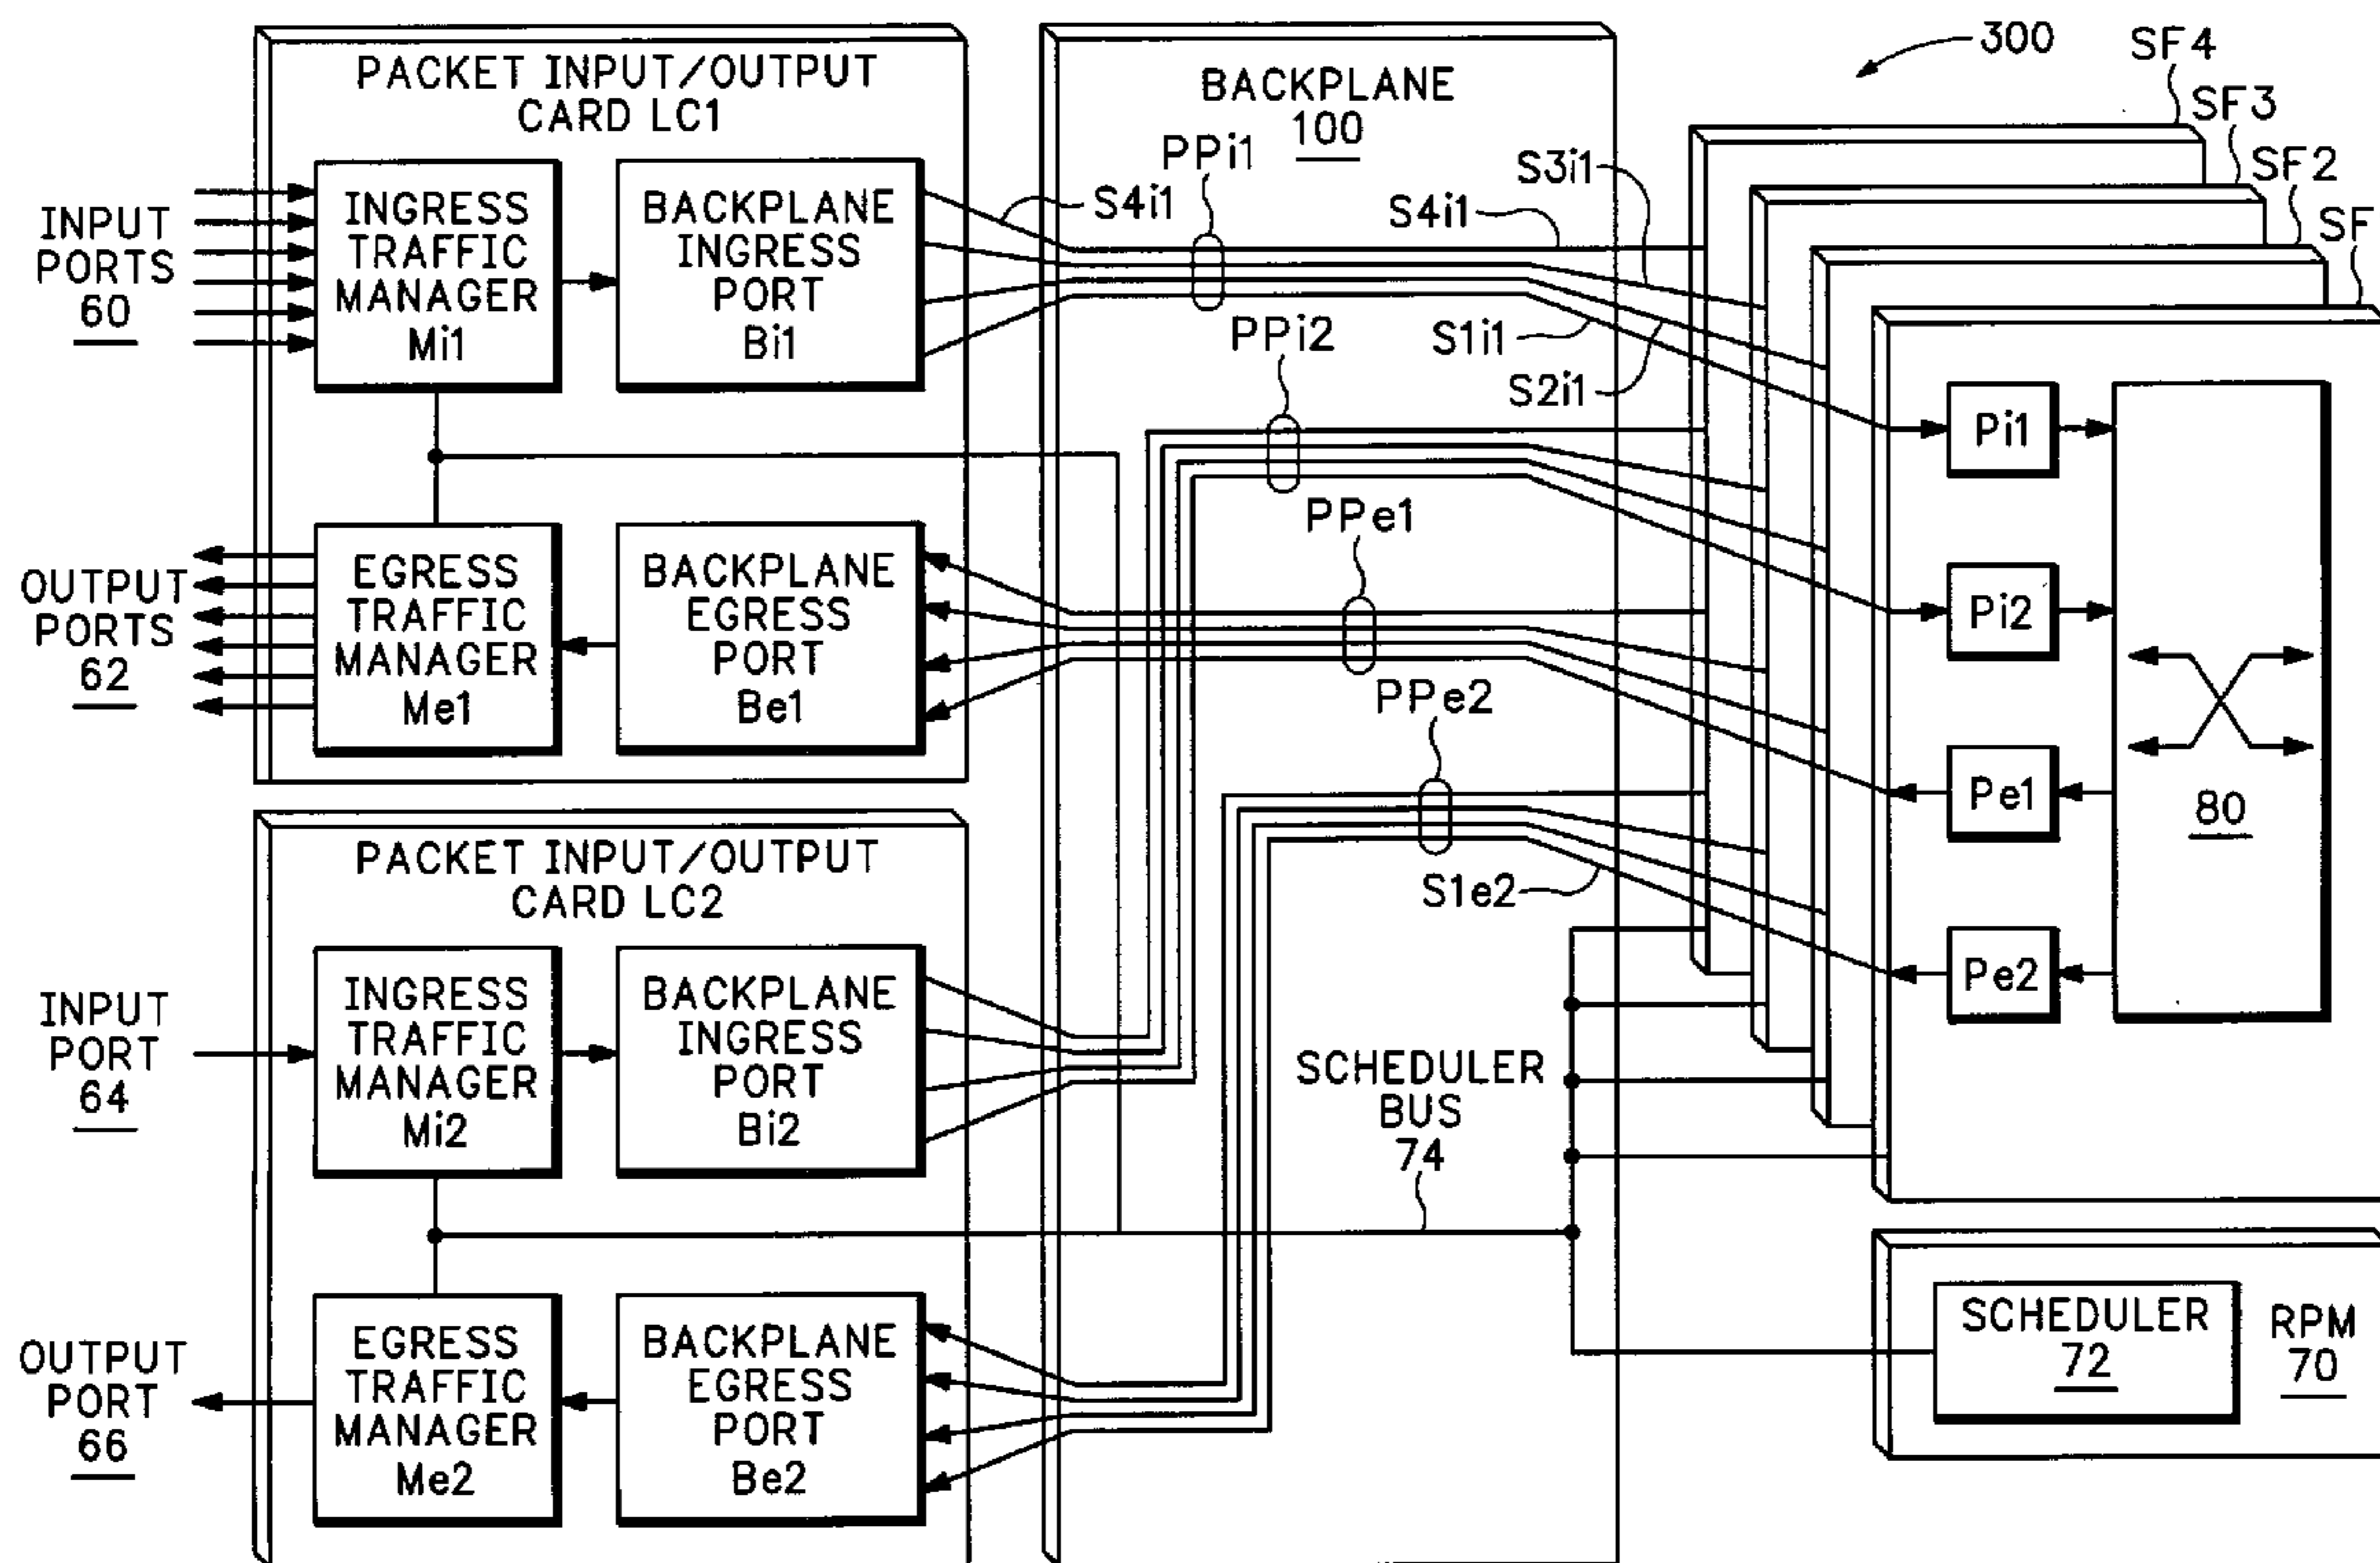 PACKET INPUT/OUTPUT
CARD LC1
INPUT
PORTS
60
INGRESS
TRAFFIC
MANAGER
Mi1
BACKPLANE
INGRESS
PORT
Bi1
OUTPUT
PORTS
62
EGRESS
TRAFFIC
MANAGER
Me1
BACKPLANE
EGRESS
PORT
Be1
PACKET INPUT/OUTPUT
CARD LC2
INPUT
PORT
64
INGRESS
TRAFFIC
MANAGER
Mi2
BACKPLANE
INGRESS
PORT
Bi2
OUTPUT
PORT
66
EGRESS
TRAFFIC
MANAGER
Me2
BACKPLANE
EGRESS
PORT
Be2
BACKPLANE
100
S4i1
PPi1
S4i1
S3i1
S1i1
S2i1
PPi2
PPe1
PPe2
S1e2
SCHEDULER
BUS
74
300
SF4
SF3
SF2
SF
Pi1
Pi2
Pe1
Pe2
80
SCHEDULER
72
RPM
70